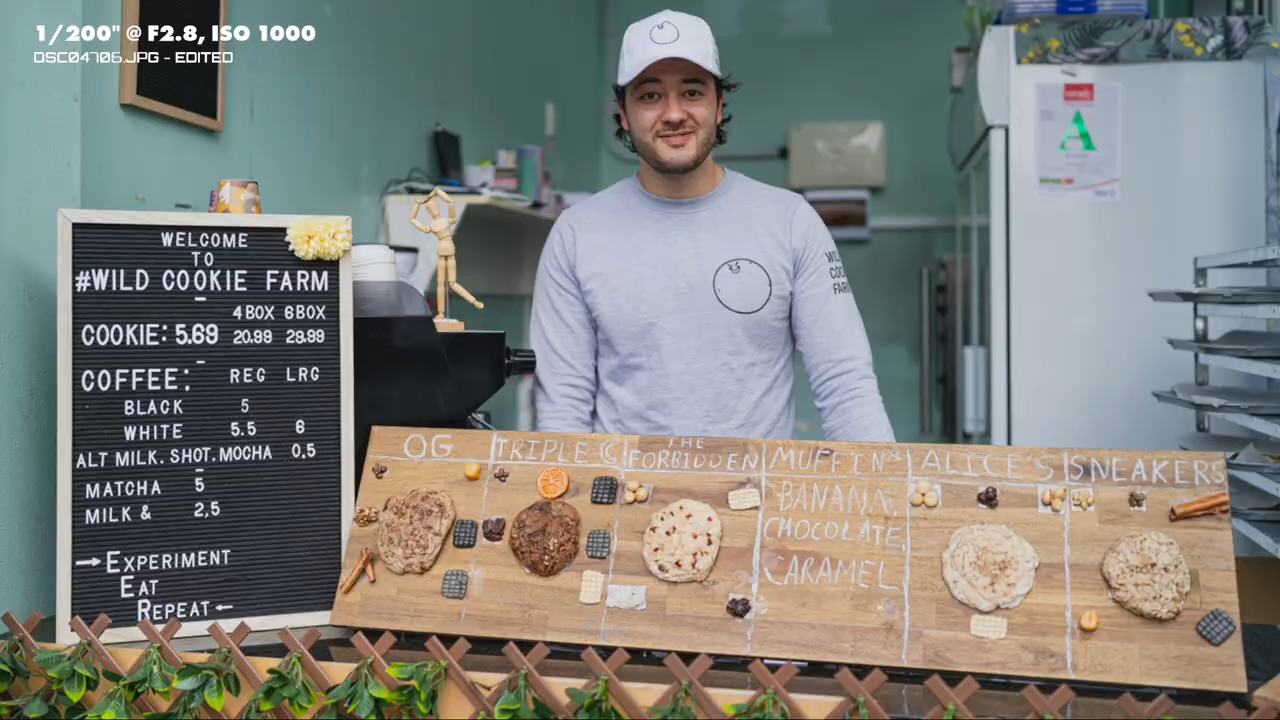 1/200" @ F2.8, ISO 1000
DSC04706.JPG - EDITED
WELCOME
TO
#WILD COOKIE FARM
-
4BOX 6BOX
COOKIE: 5.69 20.99 29.99
-
COFFEE: REG LRG
BLACK 5
WHITE 5.5 6
ALT MILK. SHOT. MOCHA 0.5
-
MATCHA 5
MILK & 2,5
→EXPERIMENT
EAT
REPEAT←
A
OG
TRIPLE C
THE
FORBIDDEN
MUFFIN*
BANANA,
CHOCOLATE,
CARAMEL
ALICE'S
SNEAKERS